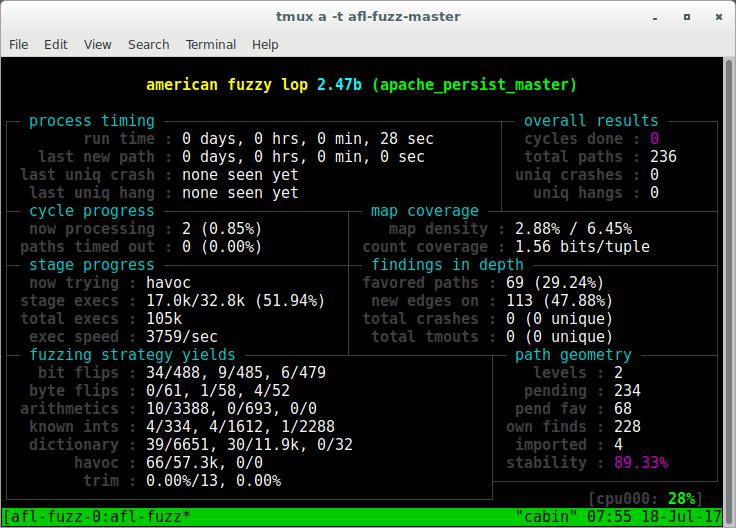 tmux a -t afl-fuzz-master
File Edit View Search Terminal Help
american fuzzy lop 2.47b (apache_persist_master)
process timing
run time : 0 days, 0 hrs, 0 min, 28 sec
last new path : 0 days, 0 hrs, 0 min, 0 sec
last uniq crash : none seen yet
last uniq hang : none seen yet
overall results
cycles done : 0
total paths : 236
uniq crashes : 0
uniq hangs : 0
cycle progress
now processing : 2 (0.85%)
paths timed out : 0 (0.00%)
map coverage
map density : 2.88% / 6.45%
count coverage : 1.56 bits/tuple
stage progress
now trying : havoc
stage execs : 17.0k/32.8k (51.94%)
total execs : 105k
exec speed : 3759/sec
findings in depth
favored paths : 69 (29.24%)
new edges on : 113 (47.88%)
total crashes : 0 (0 unique)
total tmouts : 0 (0 unique)
fuzzing strategy yields
bit flips : 34/488, 9/485, 6/479
byte flips : 0/61, 1/58, 4/52
arithmetics : 10/3388, 0/693, 0/0
known ints : 4/334, 4/1612, 1/2288
dictionary : 39/6651, 30/11.9k, 0/32
havoc : 66/57.3k, 0/0
trim : 0.00%/13, 0.00%
path geometry
levels : 2
pending : 234
pend fav : 68
own finds : 228
imported : 4
stability : 89.33%
[cpu000: 28%]
[afl-fuzz-0:afl-fuzz* "cabin" 07:55 18-Jul-17